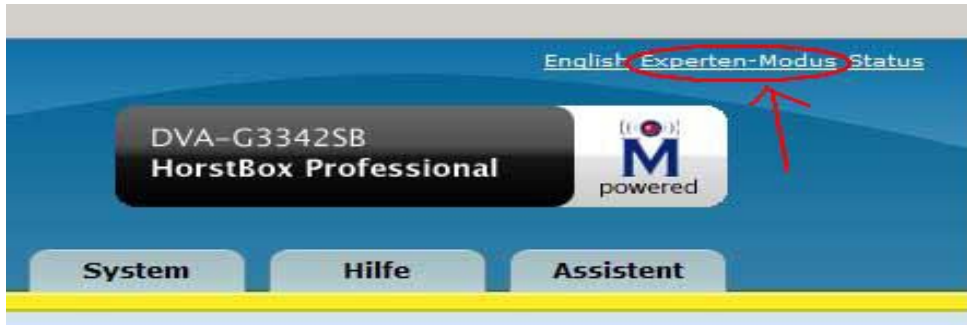 English Experten-Modus Status
DVA-G3342SB
HorstBox Professional
M
powered
System Hilfe Assistent